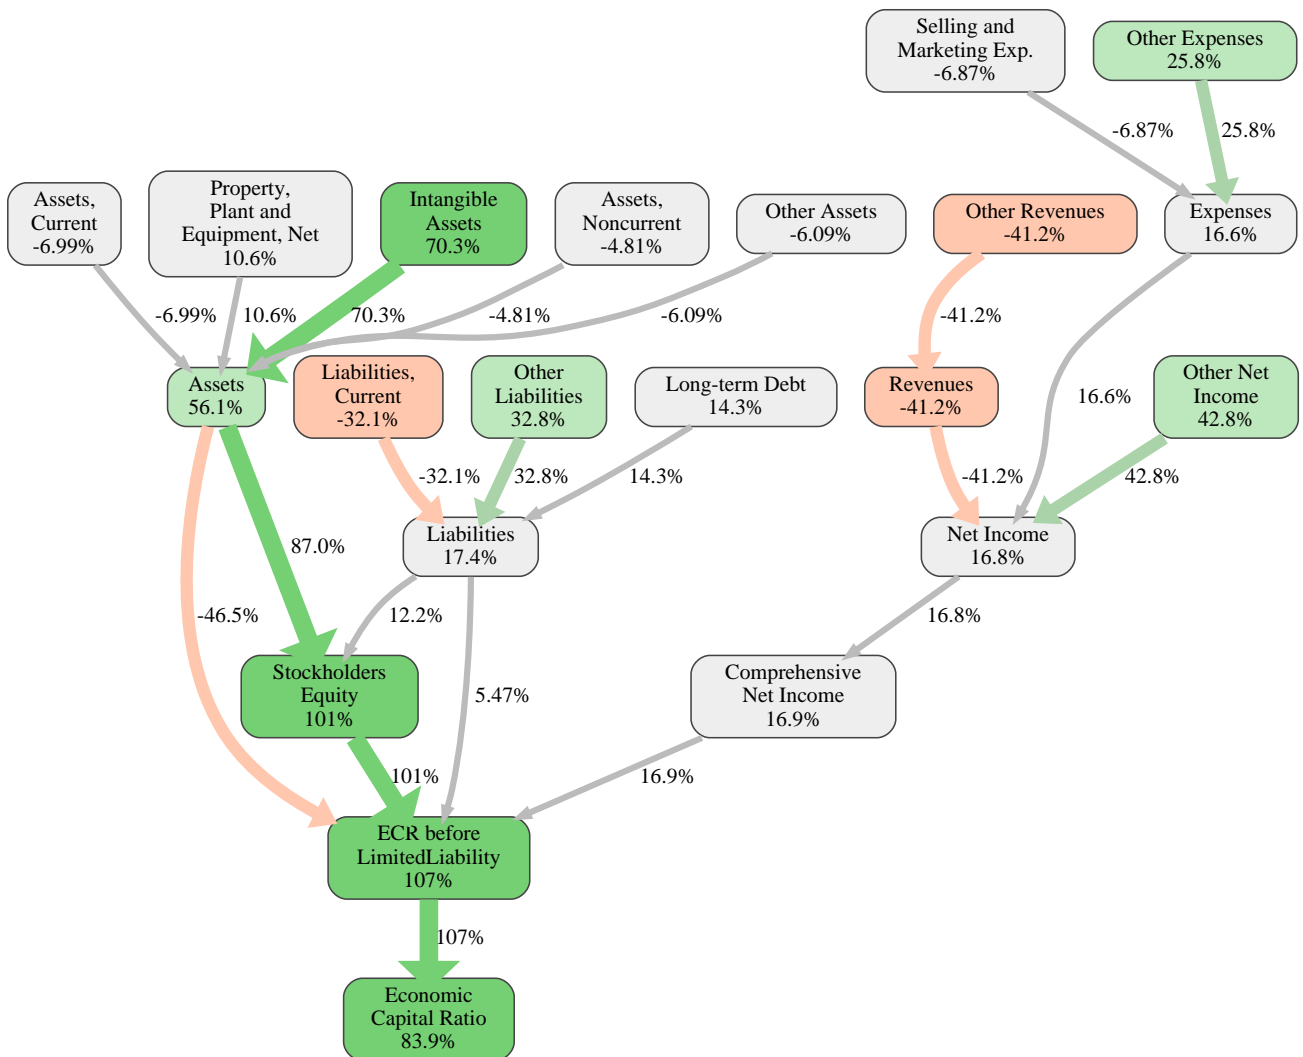 Selling and
Marketing Exp.
-6.87%
Other Expenses
25.8%
-6.87%
25.8%
Assets,
Current
-6.99%
Property,
Plant and
Equipment, Net
10.6%
Intangible
Assets
70.3%
Assets,
Noncurrent
-4.81%
Other Assets
-6.09%
Other Revenues
-41.2%
Expenses
16.6%
-6.99%
10.6%
70.3%
-4.81%
-6.09%
-41.2%
Assets
56.1%
Liabilities,
Current
-32.1%
Other
Liabilities
32.8%
Long-term Debt
14.3%
Revenues
-41.2%
16.6%
Other Net
Income
42.8%
-32.1%
32.8%
14.3%
-41.2%
42.8%
87.0%
Liabilities
17.4%
Net Income
16.8%
-46.5%
12.2%
16.8%
Stockholders
Equity
101%
5.47%
Comprehensive
Net Income
16.9%
101%
16.9%
ECR before
LimitedLiability
107%
107%
Economic
Capital Ratio
83.9%